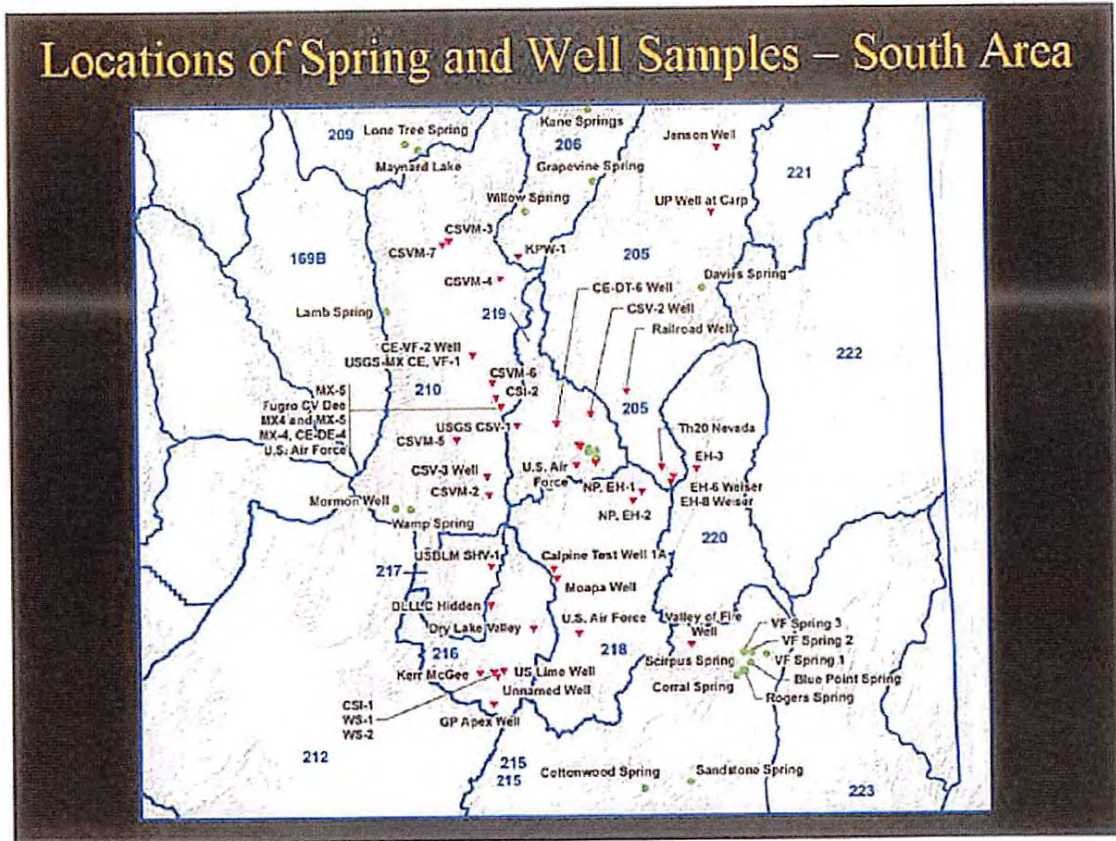 Locations of Spring and Well Samples – South Area
Kane Springs
209
Lone Tree Spring
206
Jenson Well
Maynard Lake
Grapevine Spring
221
Willow Spring
UP Well at Carp
CSVM-3
CSVM-7
KPW-1
169B
205
CSVM-4
CE-DT-6 Well
Davies Spring
CSV-2 Well
Lamb Spring
219
Railroad Well
222
CE-VF-2 Well
USGS-MX CE, VF-1
CSVM-6
210
CSI-2
MX-5
Fugro CV Dee
MX4 and MX-5
MX-4, CE-DE-4
U.S. Air Force
205
USGS CSV-1
CSVM-5
Th20 Nevada
EH-3
U.S. Air
Force
CSV-3 Well
NP, EH-1
EH-6 Weiser
CSVM-2
EH-8 Weiser
Mormon Well
NP, EH-2
Wamp Spring
220
USBLM SHV-1
Calpine Test Well 1A
217
Moapa Well
DLLLC Hidden
U.S. Air Force
Valley of Fire
Well
VF Spring 3
Dry Lake Valley
VF Spring 2
216
218
VF Spring 1
Scirpus Spring
Kerr McGee
US Lime Well
Blue Point Spring
Corral Spring
Unnamed Well
Rogers Spring
CSI-1
WS-1
WS-2
GP Apex Well
212
215
215
Cottonwood Spring
Sandstone Spring
223